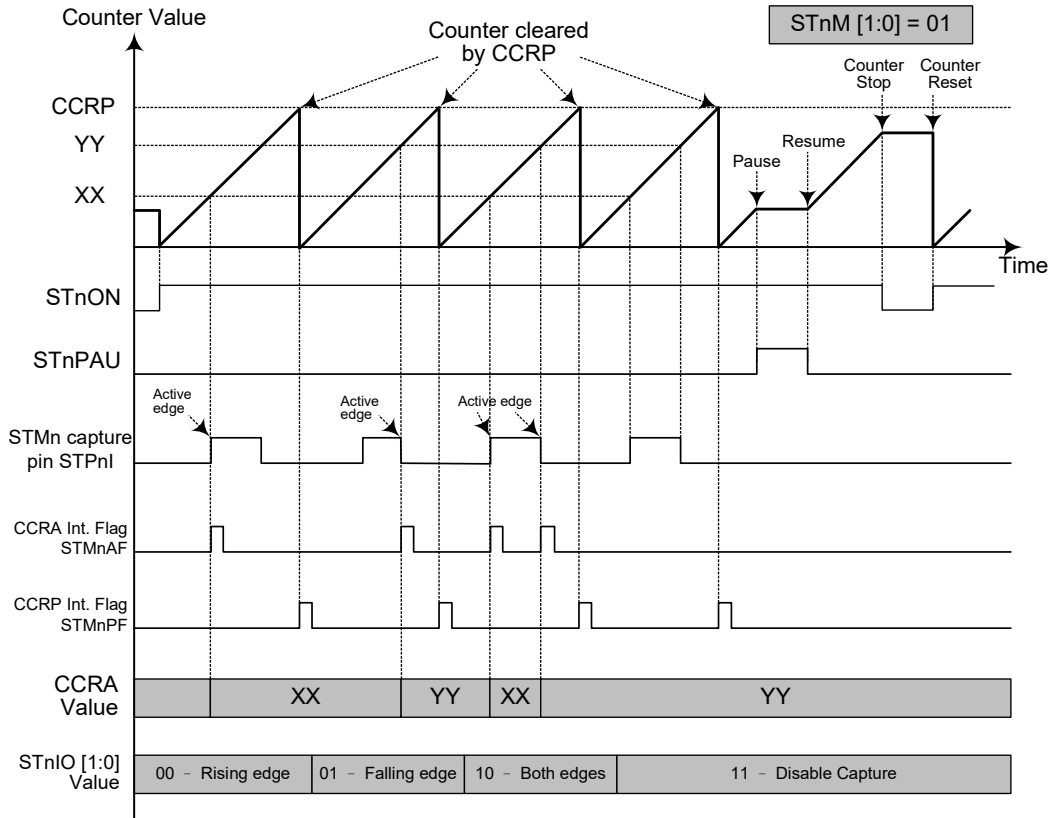 Counter Value
STnM [1:0] = 01
Counter cleared
by CCRP
Counter
Stop
Counter
Reset
CCRP
YY
XX
Pause
Resume
Time
STnON
STnPAU
Active
edge
Active
edge
Active edge
STMn capture
pin STPnI
CCRA Int. Flag
STMnAF
CCRP Int. Flag
STMnPF
CCRA
Value
XX
YY
XX
YY
STnIO [1:0]
Value
00 - Rising edge
01 - Falling edge
10 - Both edges
11 - Disable Capture